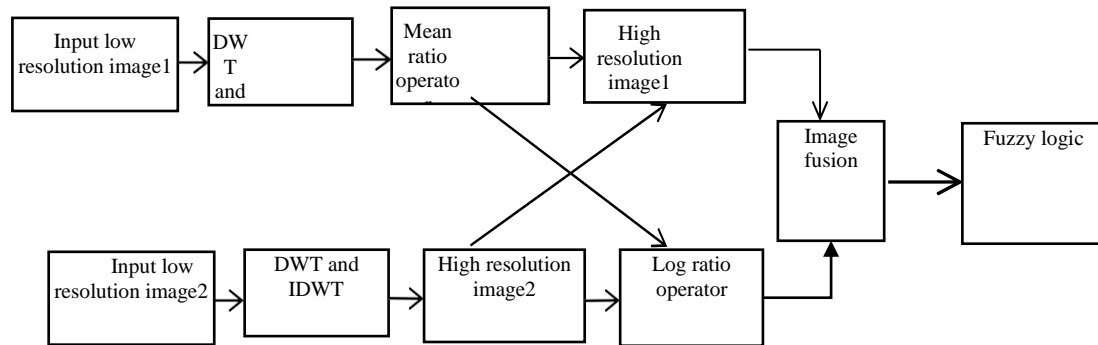 Input low
resolution image1
DW
T
and
Mean
ratio
operato
High
resolution
image1
Image
fusion
Fuzzy logic
Input low
resolution image2
DWT and
IDWT
High resolution
image2
Log ratio
operator